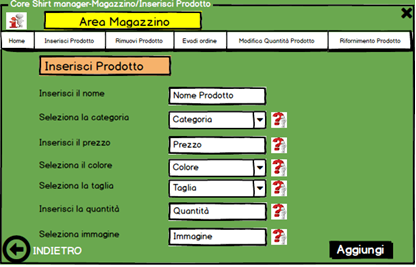 Core Shirt manager-Magazzino/Inserisci Prodotto
Area Magazzino
Home Inserisci Prodotto Rimuovi Prodotto Evadi ordine Modifica Quantità Prodotto Rifornimento Prodotto
Inserisci Prodotto
Inserisci il nome Nome Prodotto
Seleziona la categoria Categoria
Inserisci il prezzo Prezzo
Seleziona il colore Colore
Seleziona la taglia Taglia
Inserisci la quantità Quantità
Seleziona immagine Immagine
INDIETRO Aggiungi